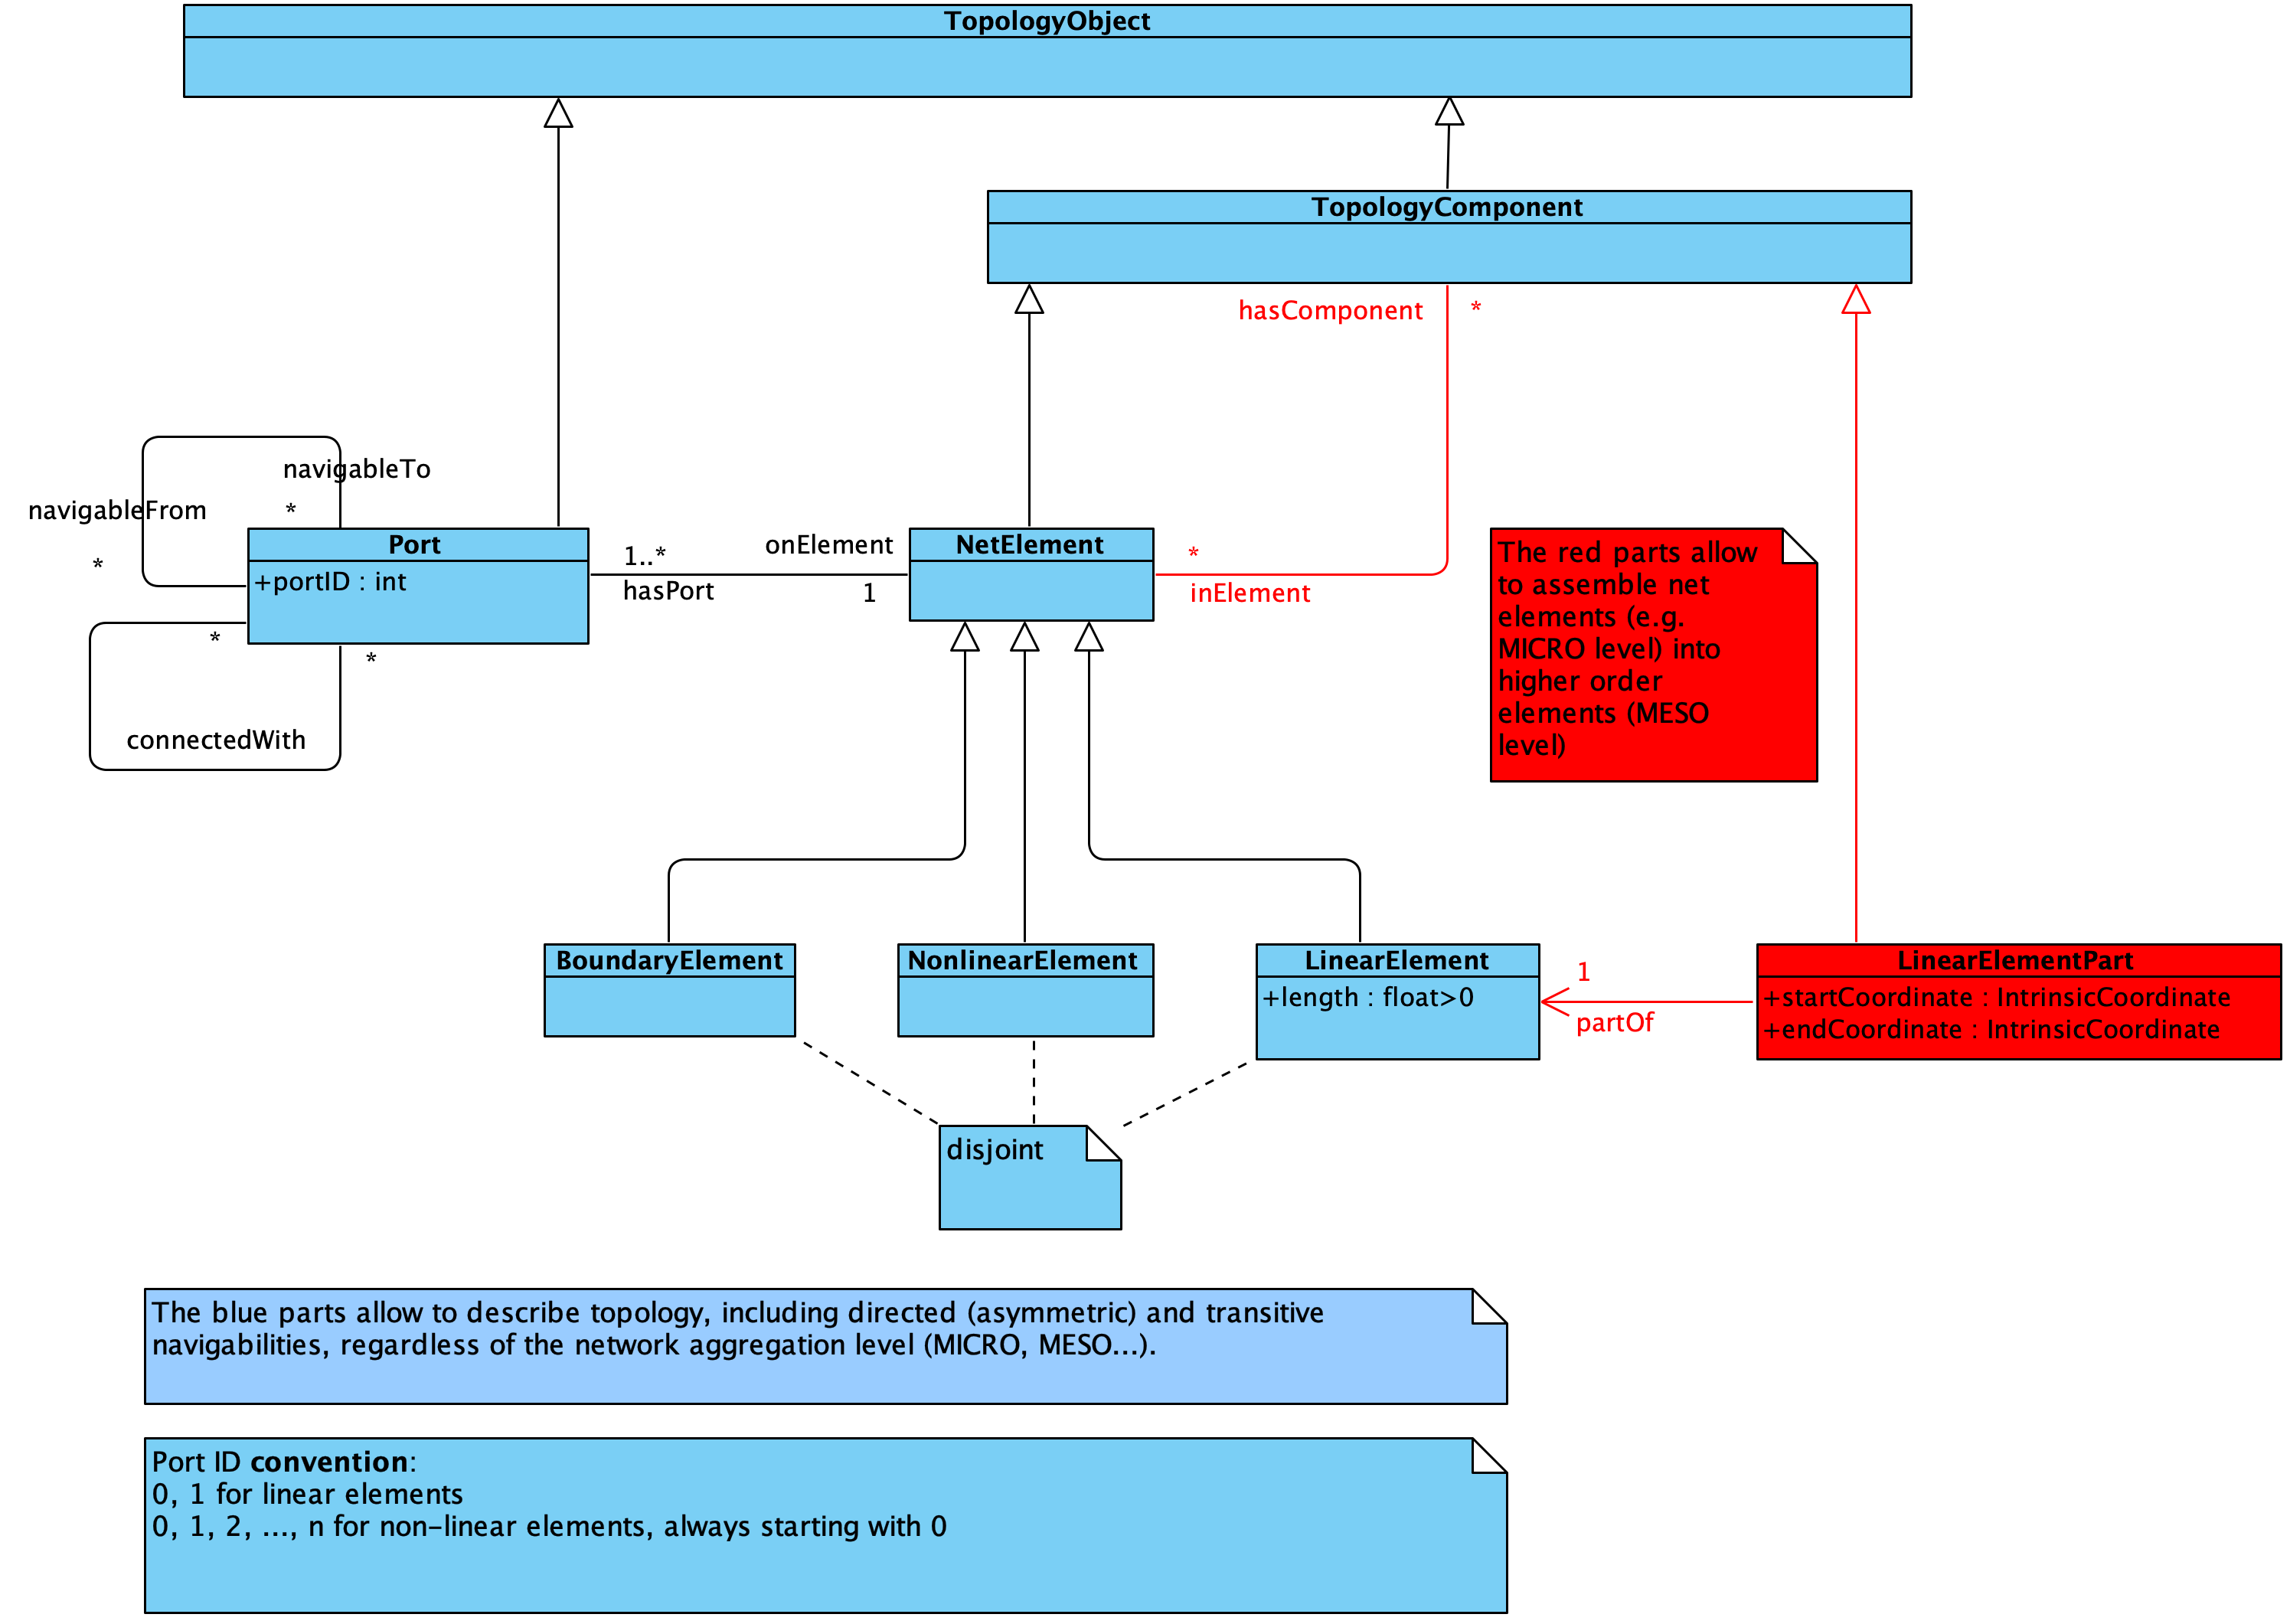 TopologyObject
TopologyComponent
hasComponent
*
navigableTo
navigableFrom
*
*
Port
+portID : int
1..*
hasPort
onElement
1
NetElement
*
inElement
The red parts allow
to assemble net
elements (e.g.
MICRO level) into
higher order
elements (MESO
level)
*
*
connectedWith
BoundaryElement
NonlinearElement
LinearElement
+length : float>0
1
partOf
LinearElementPart
+startCoordinate : IntrinsicCoordinate
+endCoordinate : IntrinsicCoordinate
disjoint
The blue parts allow to describe topology, including directed (asymmetric) and transitive
navigabilities, regardless of the network aggregation level (MICRO, MESO...).
Port ID convention:
0, 1 for linear elements
0, 1, 2, ..., n for non-linear elements, always starting with 0